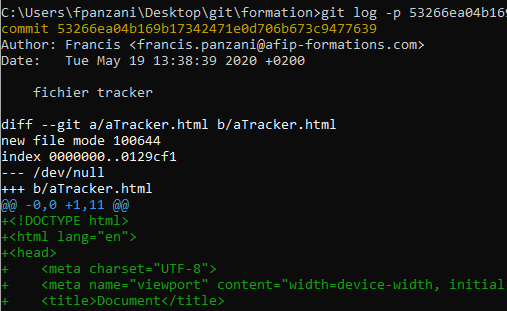 C:\Users\fpanzani\Desktop\git\formation>git log -p 53266ea04b169
commit 53266ea04b169b17342471e0d706b673c9477639
Author: Francis <francis.panzani@afip-formations.com>
Date:   Tue May 19 13:38:39 2020 +0200
    fichier tracker
diff --git a/aTracker.html b/aTracker.html
new file mode 100644
index 0000000..0129cf1
--- /dev/null
+++ b/aTracker.html
@@ -0,0 +1,11 @@
+<!DOCTYPE html>
+<html lang="en">
+<head>
+    <meta charset="UTF-8">
+    <meta name="viewport" content="width=device-width, initial
+    <title>Document</title>